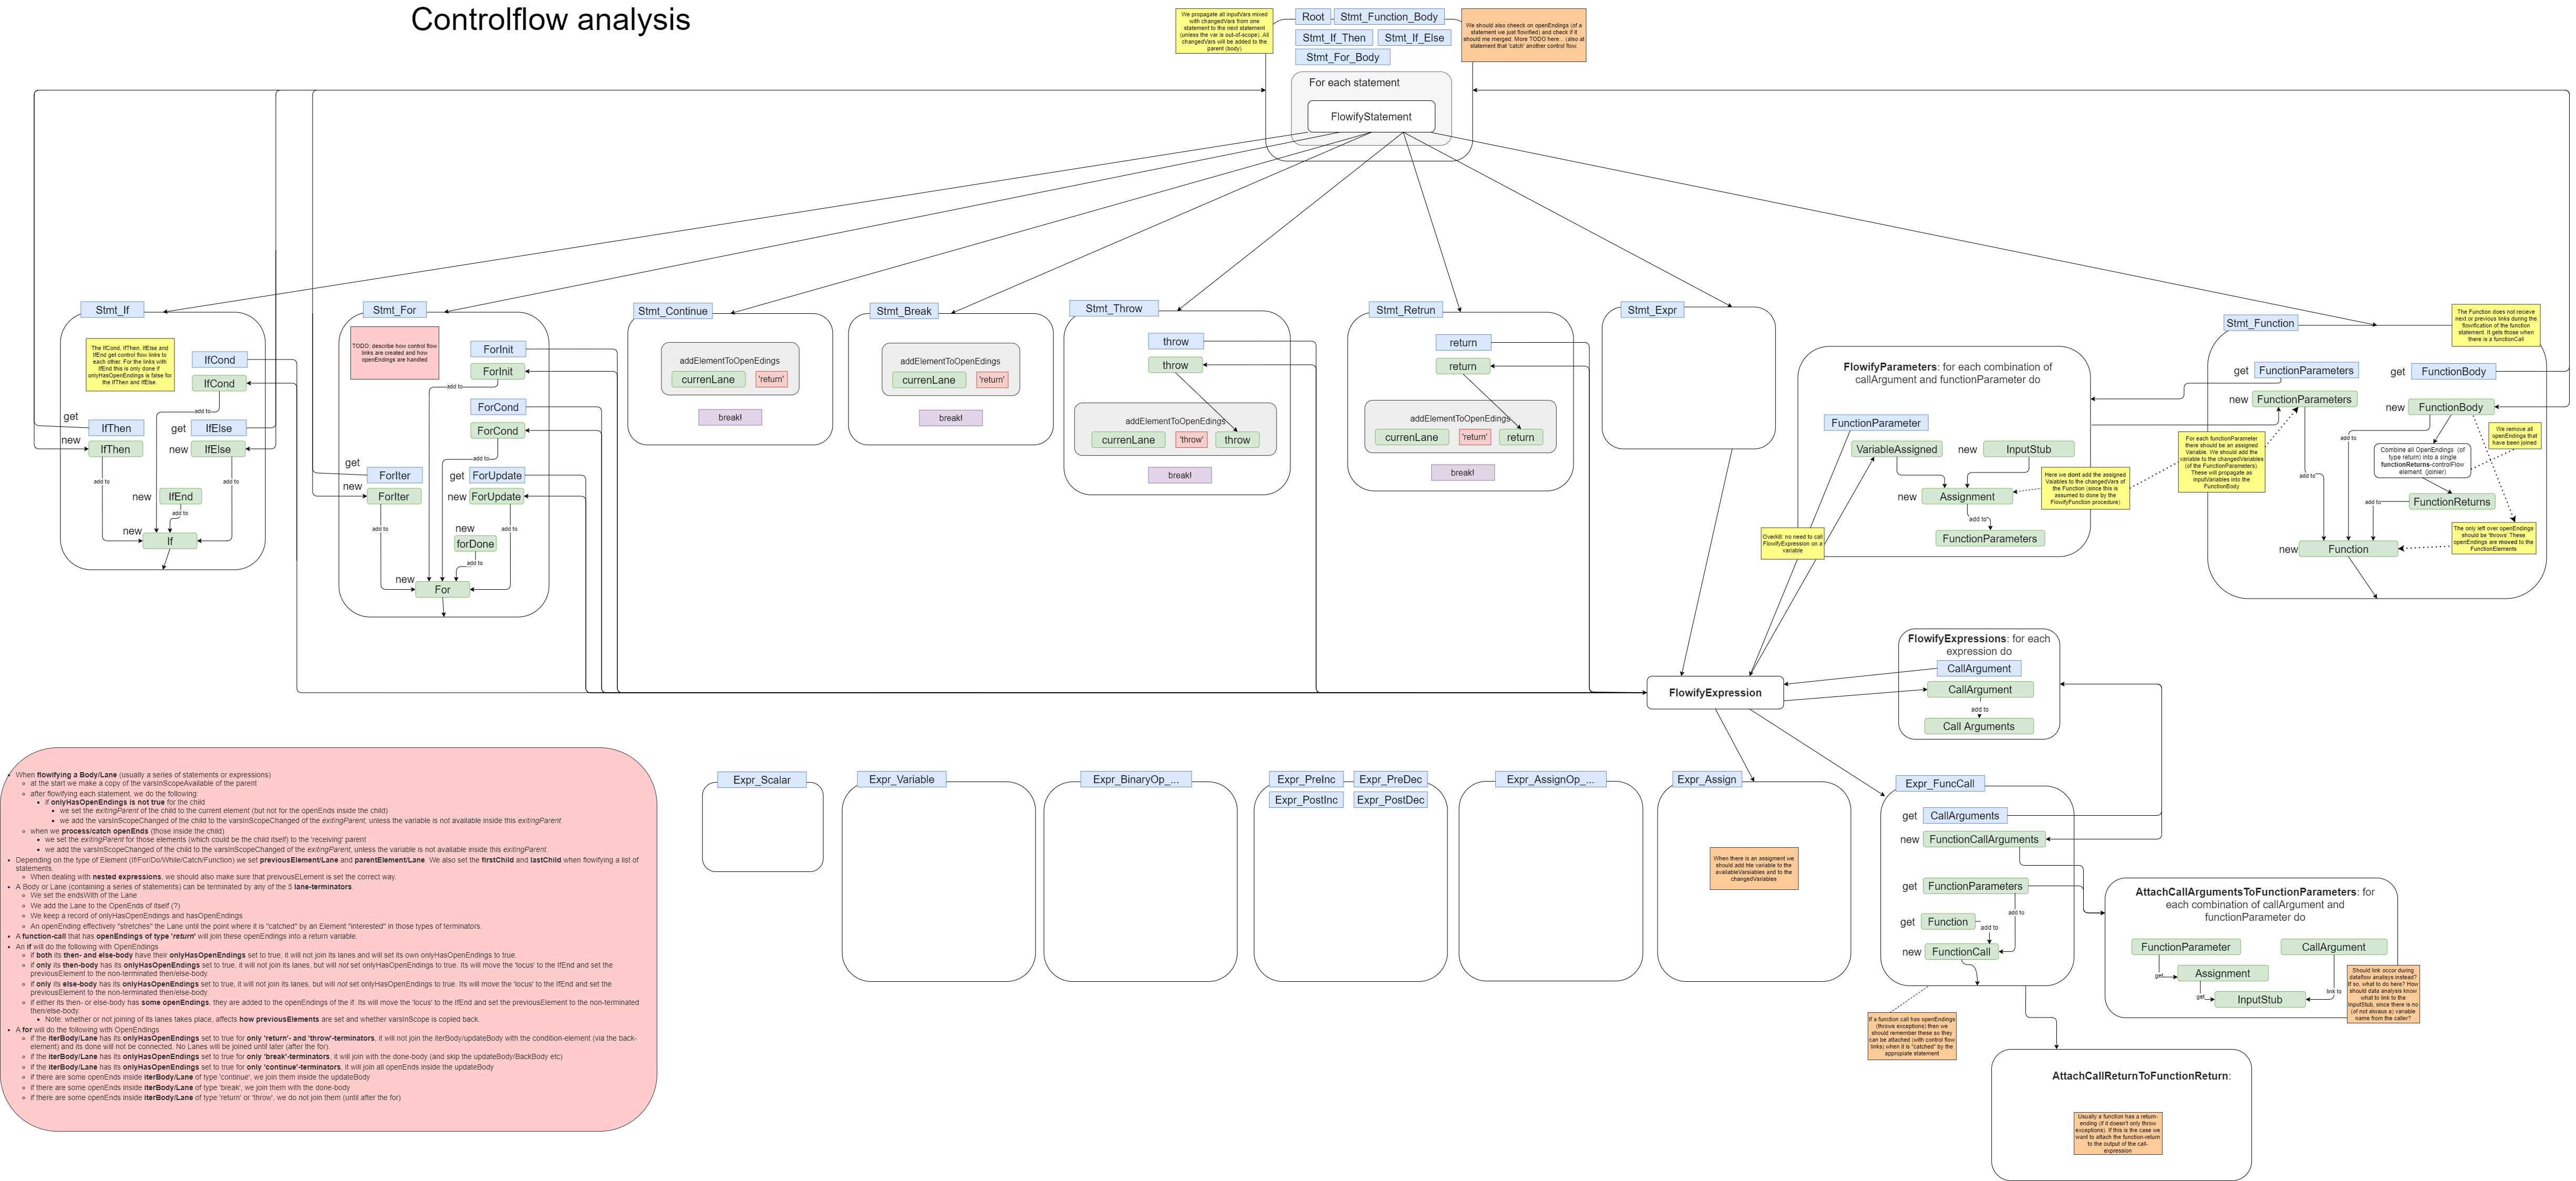 Controlflow analysis
We propagate all inputVars mixed
with changedVars from one
statement to the next statement
(unless the var is out-of-scope). All
changedVars will be added to the
parent (body)
Root
Stmt_Function_Body
Stmt_If_Then
Stmt_If_Else
Stmt_For_Body
We should also cheeck on openEndings (of a
statement we just flowified) and check if it
should me merged. More TODO here... (also at
statement that 'catch' another control flow.
For each statement
FlowifyStatement
Stmt_If
The IfCond, IfThen, IfElse and
IfEnd get control flow links to
each other. For the links with
IfEnd this is only done if
onlyHasOpenEndings is false for
the IfThen and IfElse.
IfCond
IfCond
add to
get
IfThen
new
IfThen
get
IfElse
new
IfElse
add to
add to
new
IfEnd
add to
new
If
Stmt_For
TODO: describe how control flow
links are created and how
openEndings are handled
ForInit
ForInit
add to
ForCond
ForCond
add to
get
ForIter
new
ForIter
get
ForUpdate
new
ForUpdate
add to
add to
new
forDone
add to
new
For
Stmt_Continue
addElementToOpenEdings
currenLane
'return'
break!
Stmt_Break
addElementToOpenEdings
currenLane
'return'
break!
Stmt_Throw
throw
throw
addElementToOpenEdings
currenLane
'throw'
throw
break!
Stmt_Retrun
return
return
addElementToOpenEdings
currenLane
'return'
return
break!
Stmt_Expr
FlowifyParameters: for each combination of
callArgument and functionParameter do
FunctionParameter
VariableAssigned
new
InputStub
new
Assignment
add to
FunctionParameters
Overkill: no need to call
FlowifyExpression on a
variable
Here we dont add the assigned
Vaiables to the changedVars of
the Function (since this is
assumed to done by the
FlowifyFunction procedure)
Stmt_Function
The Function does not recieve
next or previous links during the
flowification of the function
statement. It gets those when
there is a functionCall
get
FunctionParameters
new
FunctionParameters
get
FunctionBody
new
FunctionBody
For each functionParameter
there should be an assigned
Variable. We should add the
variable to the changedVariables
(of the FunctionParameters).
These will propagate as
inputVariables into the
FunctionBody
We remove all
openEndings that
have been joined
Combine all OpenEndings (of
type return) into a single
functionReturns-controlFlow
element. (joinier)
add to
add to
FunctionReturns
add to
The only left over openEndings
should be 'throws'.These
openEndings are moved to the
FunctionElements
new
Function
FlowifyExpressions: for each
expression do
CallArgument
CallArgument
add to
Call Arguments
FlowifyExpression
When flowifying a Body/Lane (usually a series of statements or expressions)
at the start we make a copy of the varsInScopeAvailable of the parent
after flowifying each statement, we do the following:
if onlyHasOpenEndings is not true for the child
we set the exitingParent of the child to the current element (but not for the openEnds inside the child)
we add the varsInScopeChanged of the child to the varsInScopeChanged of the exitingParent, unless the variable is not available inside this exitingParent.
when we process/catch openEnds (those inside the child)
we set the exitingParent for those elements (which could be the child itself) to the 'receiving' parent
we add the varsInScopeChanged of the child to the varsInScopeChanged of the exitingParent, unless the variable is not available inside this exitingParent.
Depending on the type of Element (If/For/Do/While/Catch/Function) we set previousElement/Lane and parentElement/Lane. We also set the firstChild and lastChild when flowifying a list of
statements.
When dealing with nested expressions, we should also make sure that preivousELement is set the correct way.
A Body or Lane (containing a series of statements) can be terminated by any of the 5 lane-terminators.
We set the endsWith of the Lane
We add the Lane to the OpenEnds of itself (?)
We keep a record of onlyHasOpenEndings and hasOpenEndings
An openEnding effectively "stretches" the Lane until the point where it is "catched" by an Element "interested" in those types of terminators.
A function-call that has openEndings of type 'return' will join these openEndings into a return variable.
An if will do the following with OpenEndings
if both its then- and else-body have their onlyHasOpenEndings set to true, it will not join its lanes and will set its own onlyHasOpenEndings to true.
if only its then-body has its onlyHasOpenEndings set to true, it will not join its lanes, but will not set onlyHasOpenEndings to true. Its will move the 'locus' to the IfEnd and set the
previousElement to the non-terminated then/else-body.
if only its else-body has its onlyHasOpenEndings set to true, it will not join its lanes, but will not set onlyHasOpenEndings to true. Its will move the 'locus' to the IfEnd and set the
previousElement to the non-terminated then/else-body.
if either its then- or else-body has some openEndings, they are added to the openEndings of the if. Its will move the 'locus' to the IfEnd and set the previousElement to the non-terminated
then/else-body.
Note: whether or not joining of its lanes takes place, affects how previousElements are set and whether varsInScope is copied back.
A for will do the following with OpenEndings
if the iterBody/Lane has its onlyHasOpenEndings set to true for only 'return'- and 'throw'-terminators, it will not join the iterBody/updateBody with the condition-element (via the back-
element) and its done will not be connected. No Lanes will be joined until later (after the for).
if the iterBody/Lane has its onlyHasOpenEndings set to true for only 'break'-terminators, it will join with the done-body (and skip the updateBody/BackBody etc)
if the iterBody/Lane has its onlyHasOpenEndings set to true for only 'continue'-terminators, it will join all openEnds inside the updateBody
if there are some openEnds inside iterBody/Lane of type 'continue', we join them inside the updateBody
if there are some openEnds inside iterBody/Lane of type 'break', we join them with the done-body
if there are some openEnds inside iterBody/Lane of type 'return' or 'throw', we do not join them (until after the for)
Expr_Scalar
Expr_Variable
Expr_BinaryOp_...
Expr_PreInc
Expr_PreDec
Expr_PostInc
Expr_PostDec
Expr_AssignOp_...
Expr_Assign
When there is an assigment we
should add hte variable to the
availableVarsiables and to the
changedVariables
Expr_FuncCall
get
CallArguments
new
FunctionCallArguments
get
FunctionParameters
add to
get
Function
add to
new
FunctionCall
If a function call has openEndings
(throws exceptions) then we
should remember these so they
can be attached (with control flow
links) when it is "catched" by the
appropiate statement
AttachCallArgumentsToFunctionParameters: for
each combination of callArgument and
functionParameter do
FunctionParameter
CallArgument
get
Assignment
get
InputStub
link to
Should link occor during
dataflow analisys instead?
If so, what to do here? How
should data analysis know
what to link to the
InputStub, since there is no
(of not alwaus a) variable
name from the caller?
AttachCallReturnToFunctionReturn:
Usually a function has a return-
ending (if it doesn't only throw
exceptions). If this is the case we
want to attach the function-return
to the output of the call-
expression